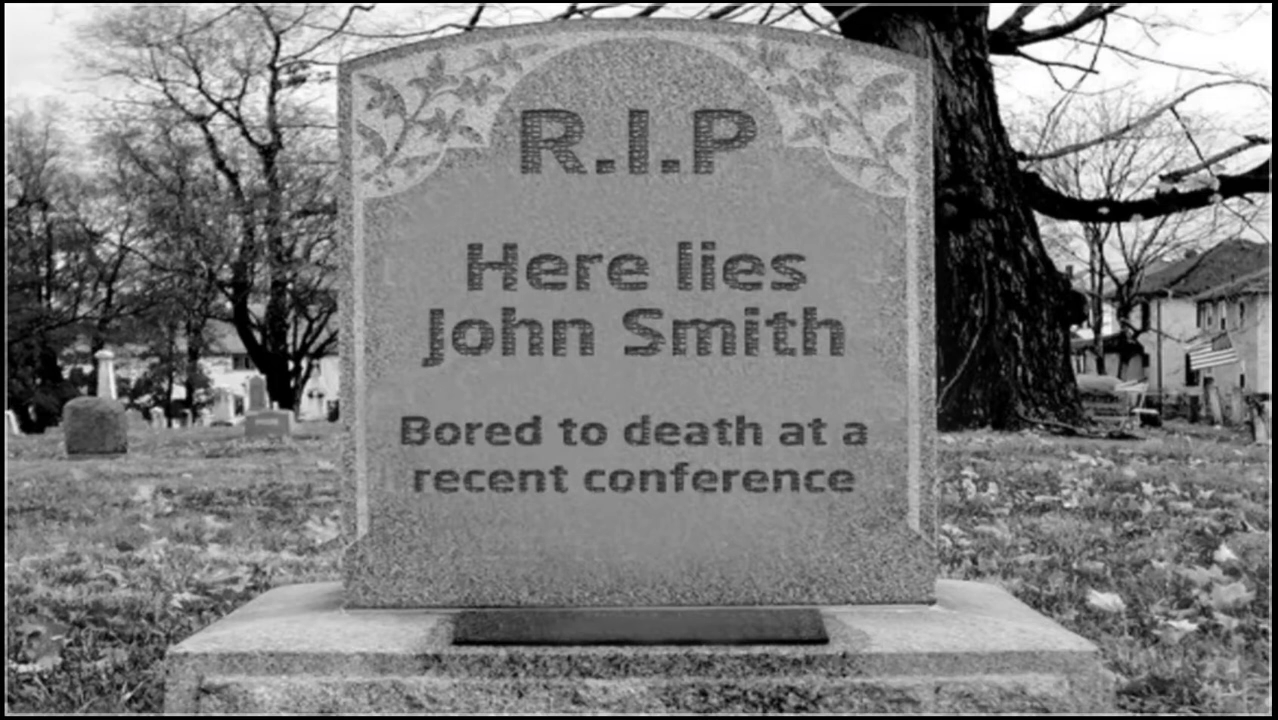 R.I.P
Here lies
John Smith
Bored to death at a
recent conference